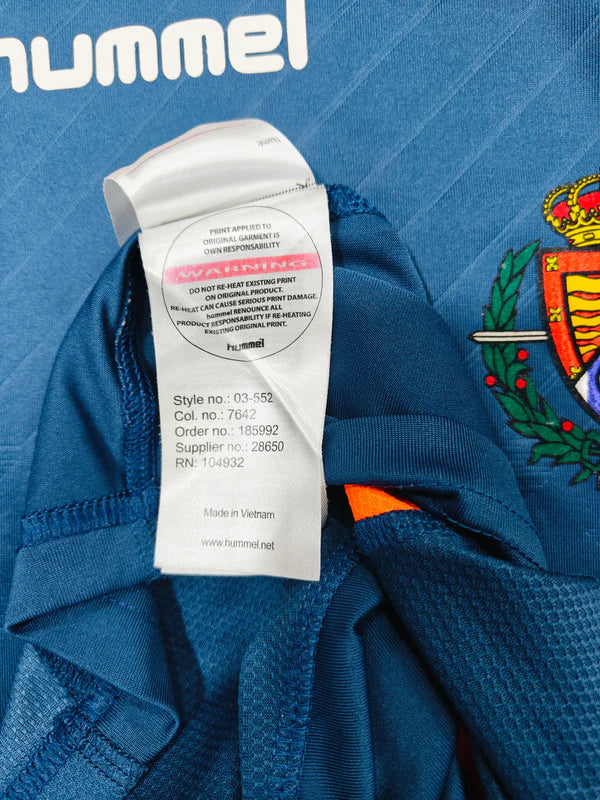 hummel
Name
PRINT APPLIED TO
ORIGINAL GARMENT IS
OWN RESPONSABILITY
WARNING
DO NOT RE-HEAT EXISTING PRINT
ON ORIGINAL PRODUCT.
RE-HEAT CAN CAUSE SERIOUS PRINT DAMAGE.
hummel RENOUNCE ALL
PRODUCT RESPONSIBILITY IF RE-HEATING
EXISTING ORIGINAL PRINT.
hummel
Style no.: 03-552
Col. no.: 7642
Order no.: 185992
Supplier no.: 28650
RN: 104932
Made in Vietnam
www.hummel.net